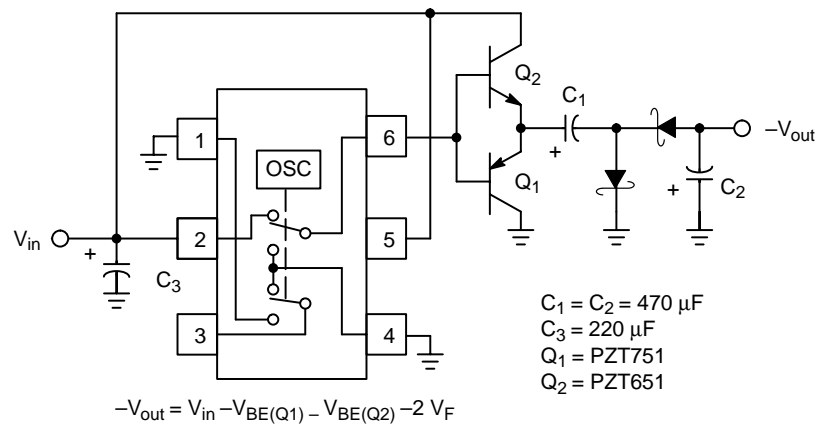 Q2
C1
1
6
–Vout
OSC
+
Q1
+
C2
Vin
2
5
+
C3
3
4
C1 = C2 = 470 μF
C3 = 220 μF
Q1 = PZT751
Q2 = PZT651
–Vout = Vin –VBE(Q1) – VBE(Q2) –2 VF